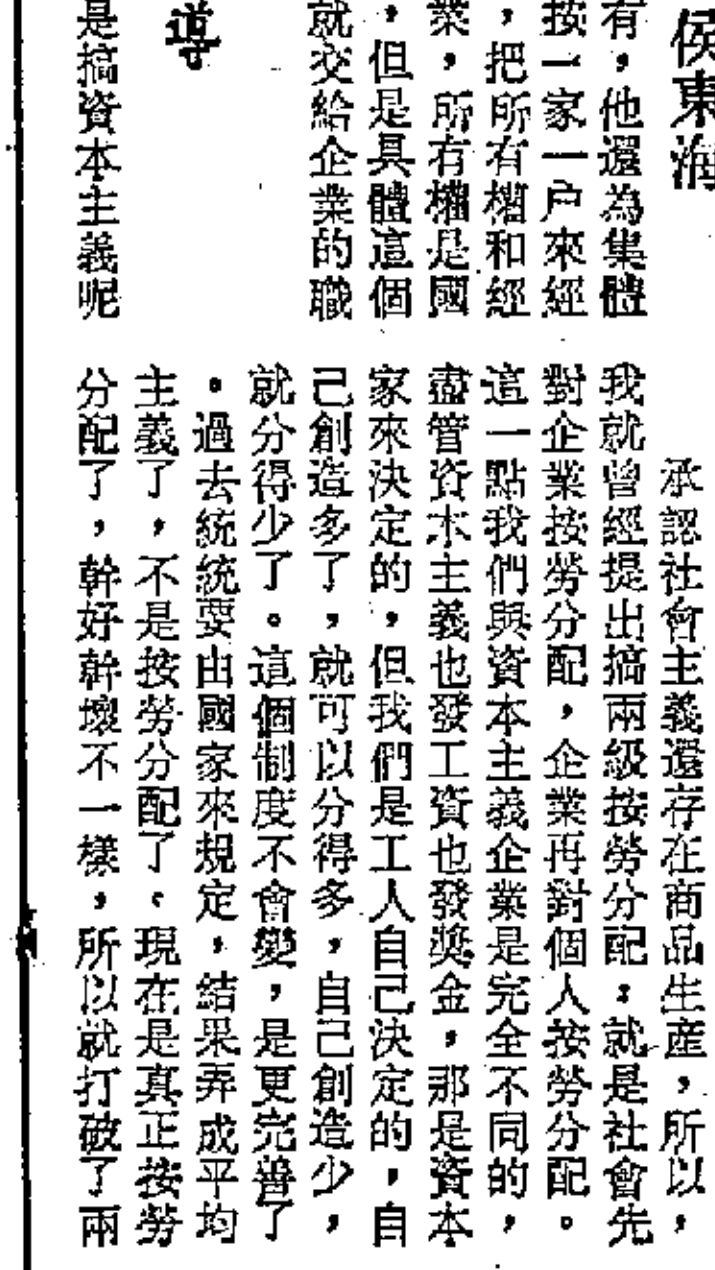 侯東海
有，他還為集體
按一家一户來經
，把所有權和經
業，所有權是國
，但是具體這個
就交給企業的職
導
是搞資本主義呢
承認社會主義還存在商品生産，所以，
我就曾經提出搞兩級按勞分配：就是社會先
對企業按勞分配，企業再對個人按勞分配。
這一點我們與資本主義企業是完全不同的，
盡管資本主義也發工資也發獎金，那是資本
家來決定的，但我們是工人自己決定的，自
己創造多了，就可以分得多，自己創造少，
就分得少了。這個制度不會變，是更完善了
。過去統統要由國家來規定，結果弄成平均
主義了，不是按勞分配了。現在是真正按勞
分配了，幹好幹壞不一樣，所以就打破了兩